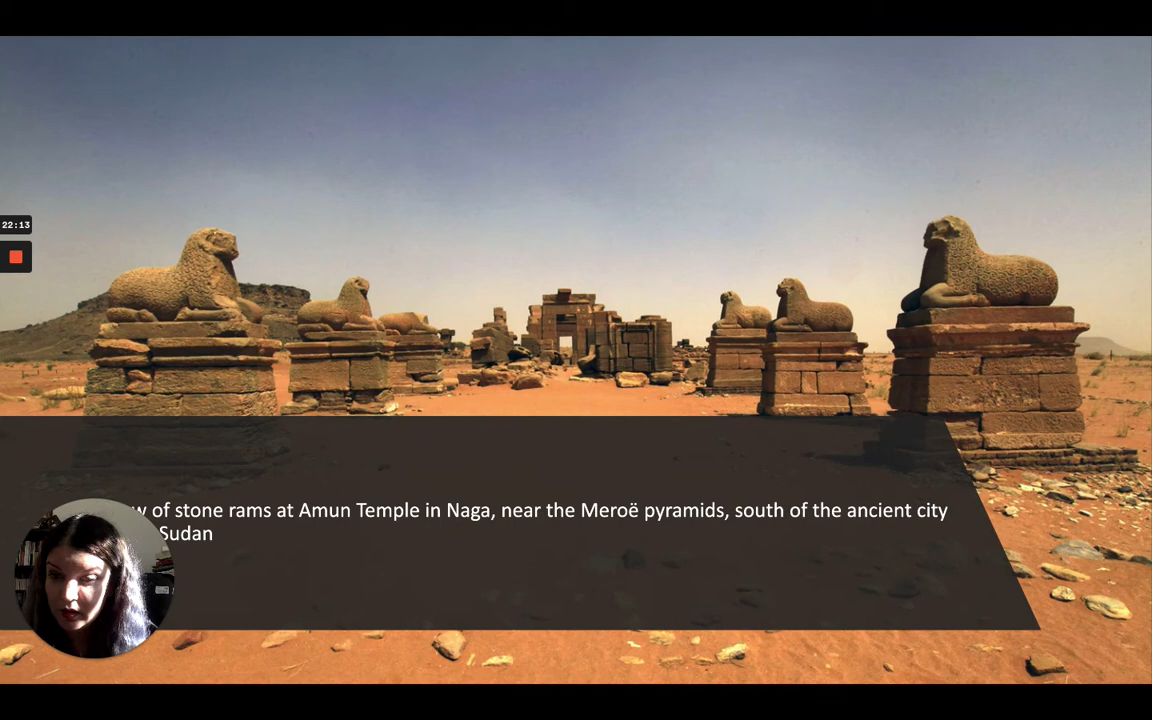 22:13
of stone rams at Amun Temple in Naga, near the Meroë pyramids, south of the ancient city
Sudan